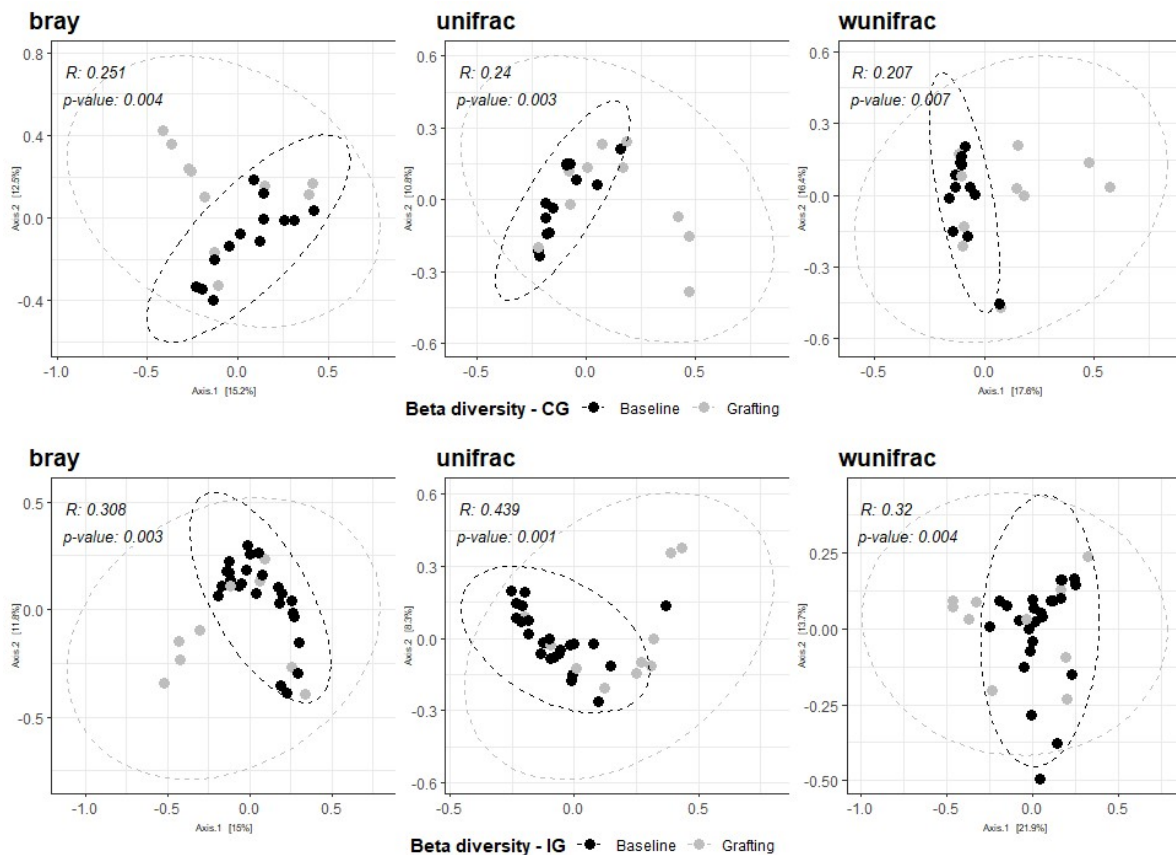 bray
unifrac
wunifrac
R: 0.251
p-value: 0.004
0.8
0.4
0.0
-0.4
Axis.2 [12.5%]
-1.0 -0.5 0.0 0.5
Axis.1 [15.2%]
R: 0.24
p-value: 0.003
0.6
0.3
0.0
-0.3
-0.6
Axis.2 [10.8%]
-0.5 0.0 0.5
R: 0.207
p-value: 0.007
0.6
0.3
0.0
-0.3
-0.6
Axis.2 [16.4%]
-0.5 0.0 0.5
Axis.1 [17.6%]
Beta diversity - CG Baseline Grafting
bray
unifrac
wunifrac
R: 0.308
p-value: 0.003
0.5
0.0
-0.5
Axis.2 [11.8%]
-1.0 -0.5 0.0 0.5
Axis.1 [15%]
R: 0.439
p-value: 0.001
0.6
0.3
0.0
-0.3
-0.6
Axis.2 [8.3%]
-0.5 0.0 0.5
R: 0.32
p-value: 0.004
0.25
0.00
-0.25
-0.50
Axis.2 [13.7%]
-1.0 -0.5 0.0 0.5
Axis.1 [21.9%]
Beta diversity - IG Baseline Grafting